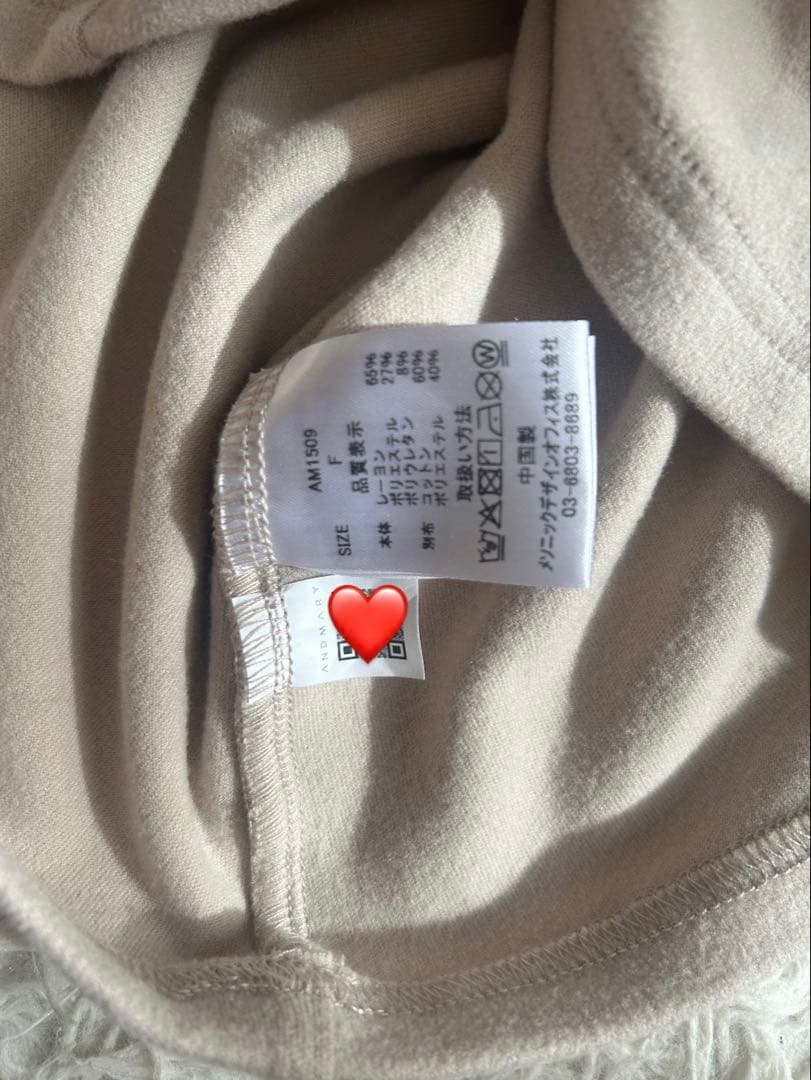 AM1509
SIZE F
品質表示
本体 レーヨン 65%
ポリエステル 27%
ポリウレタン 8%
別布 コットン 60%
ポリエステル 40%
取扱い方法
中国製
メソニックデザインオフィス株式会社
03-6803-8689
ANDMARY